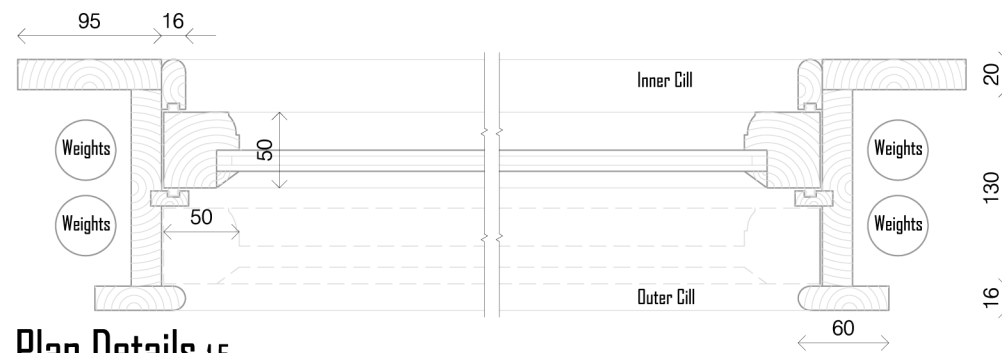 95 16
Inner Cill
20
Weights Weights
50
130
Weights 50 Weights
Outer Cill
16
60
Plan Details